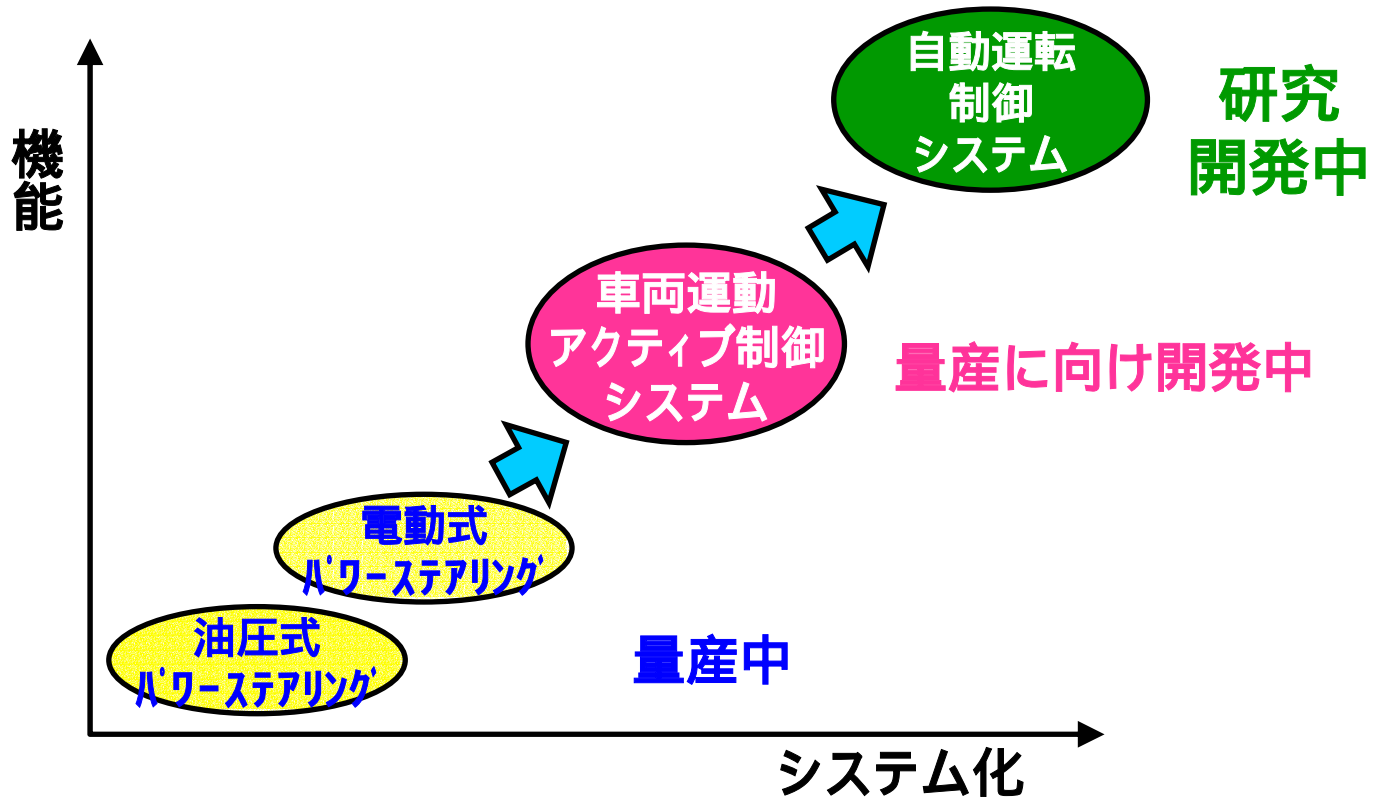 自動運転
制御
システム
研究
開発中
機能
車両運動
アクティブ制御
システム
量産に向け開発中
電動式
ﾊﾟワーステアリング
油圧式
ﾊﾟワーステアリング
量産中
システム化